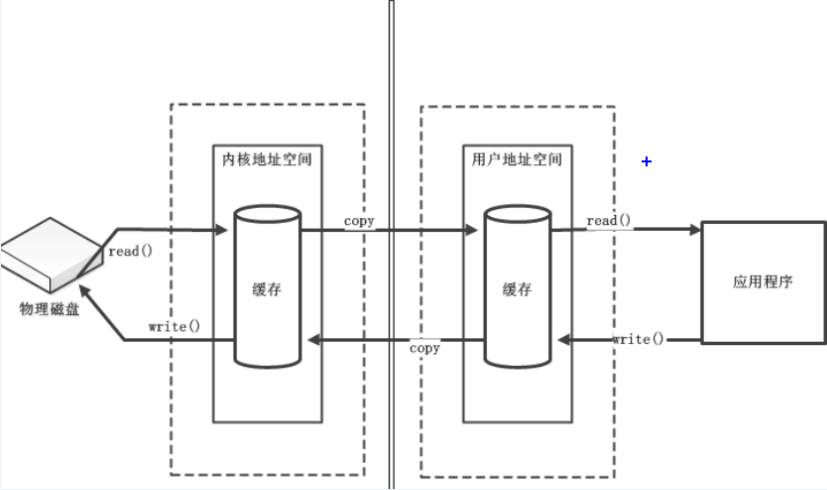 内核地址空间
用户地址空间
copy
read()
read()
缓存
缓存
应用程序
物理磁盘
write()
copy
write()